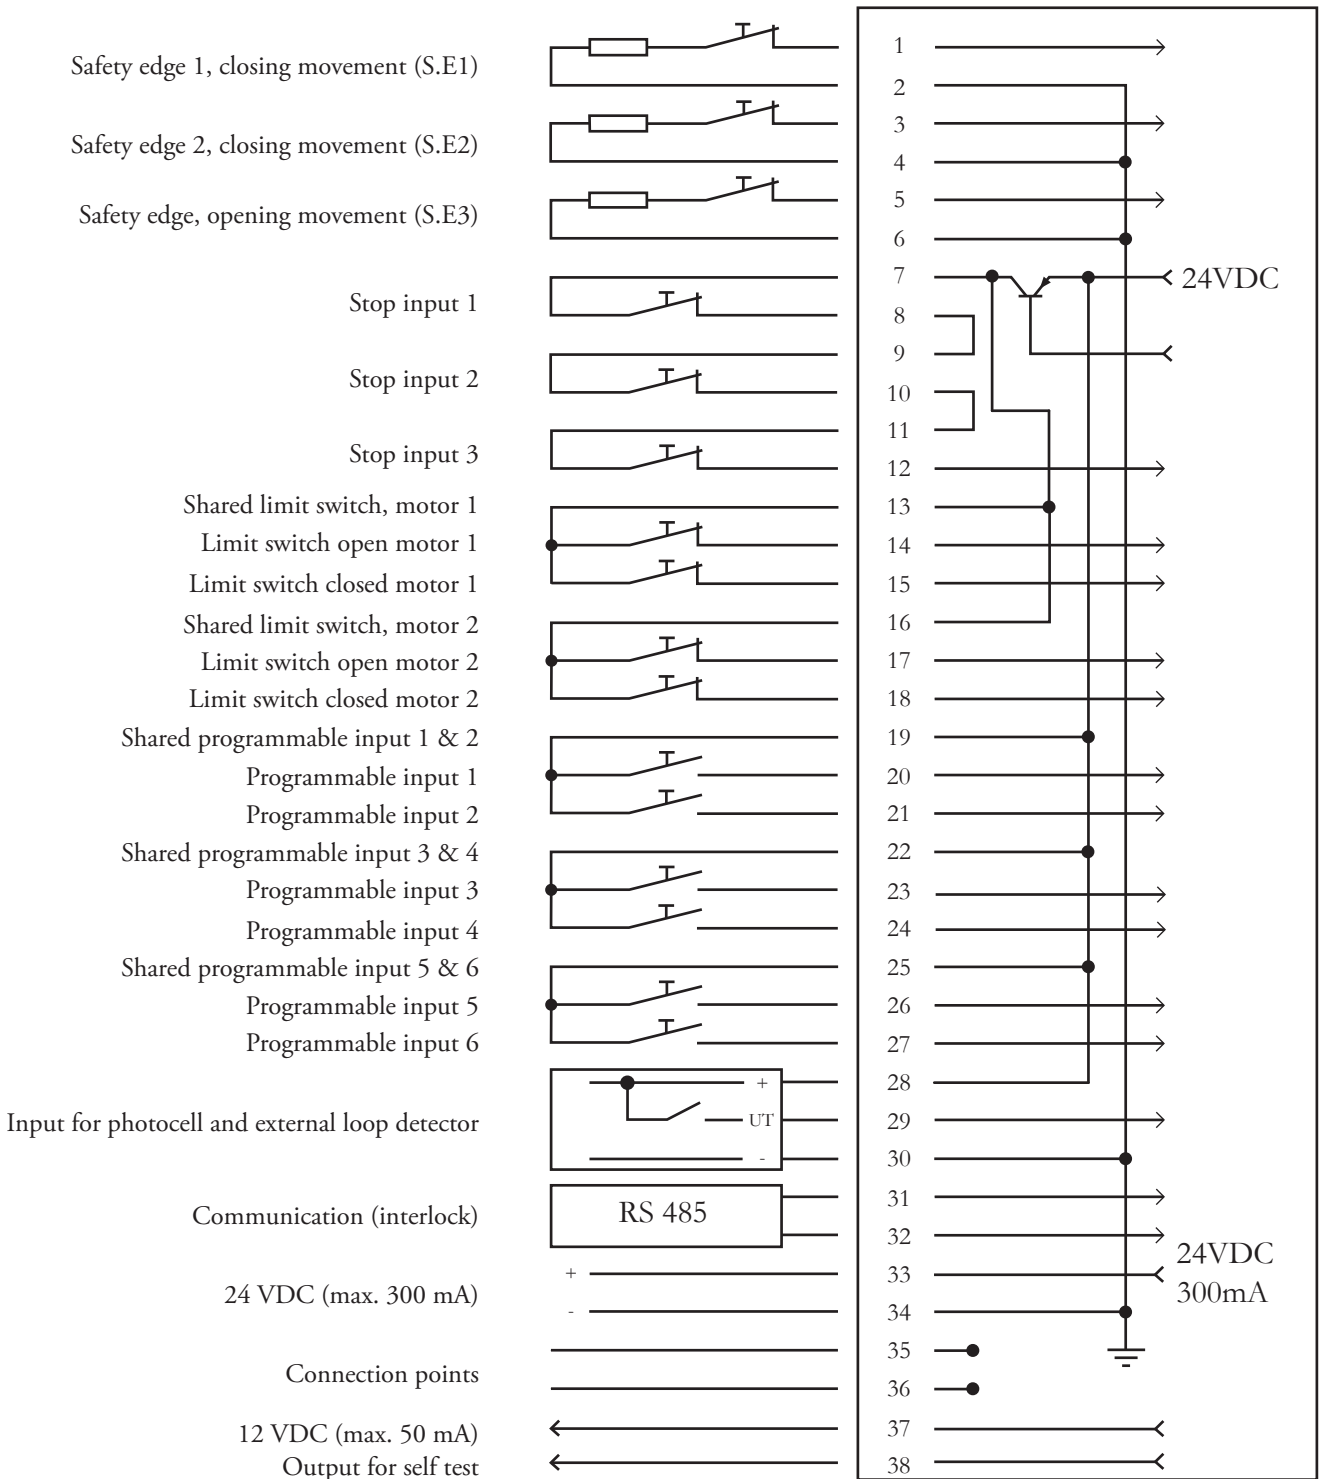 Safety edge 1, closing movement (S.E1)
1
2
Safety edge 2, closing movement (S.E2)
3
4
Safety edge, opening movement (S.E3)
5
6
Stop input 1
7
24VDC
8
Stop input 2
9
10
Stop input 3
11
12
Shared limit switch, motor 1
13
Limit switch open motor 1
14
Limit switch closed motor 1
15
Shared limit switch, motor 2
16
Limit switch open motor 2
17
Limit switch closed motor 2
18
Shared programmable input 1 & 2
19
Programmable input 1
20
Programmable input 2
21
Shared programmable input 3 & 4
22
Programmable input 3
23
Programmable input 4
24
Shared programmable input 5 & 6
25
Programmable input 5
26
Programmable input 6
27
Input for photocell and external loop detector
+
28
UT
29
-
30
Communication (interlock)
RS 485
31
32
24 VDC (max. 300 mA)
+
33
24VDC
300mA
-
34
Connection points
35
36
12 VDC (max. 50 mA)
37
Output for self test
38